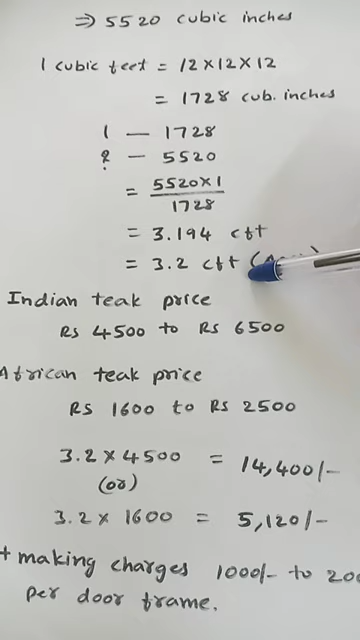 ⇒ 5520 cubic inches
1 cubic feet = 12×12×12
= 1728 cub. inches
1 — 1728
? — 5520
= 5520×1
1728
= 3.194 cft
= 3.2 cft
Indian teak price
Rs 4500 to Rs 6500
African teak price
Rs 1600 to Rs 2500
3.2 × 4500 = 14,400/-
(or)
3.2 × 1600 = 5,120/-
+ making charges 1000/- to 200
per door frame.